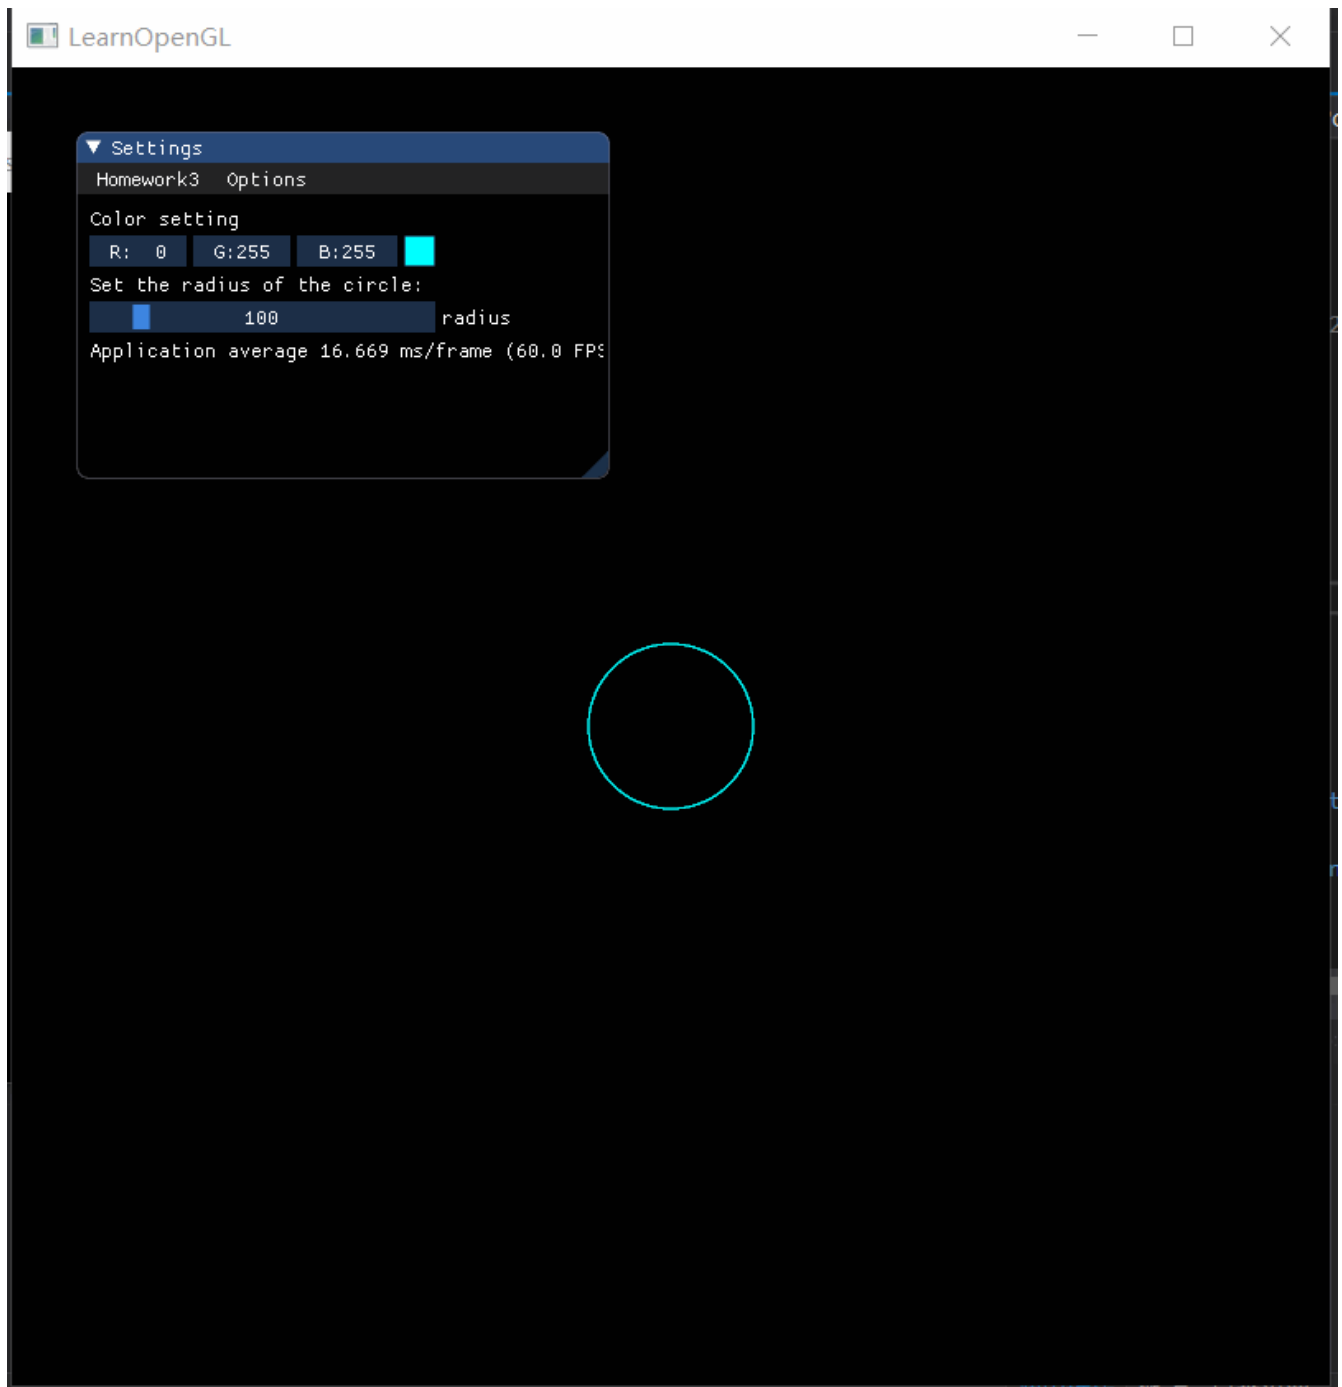 LearnOpenGL
Settings
Homework3 Options
Color setting
R: 0 G:255 B:255
Set the radius of the circle:
100 radius
Application average 16.669 ms/frame (60.0 FPS